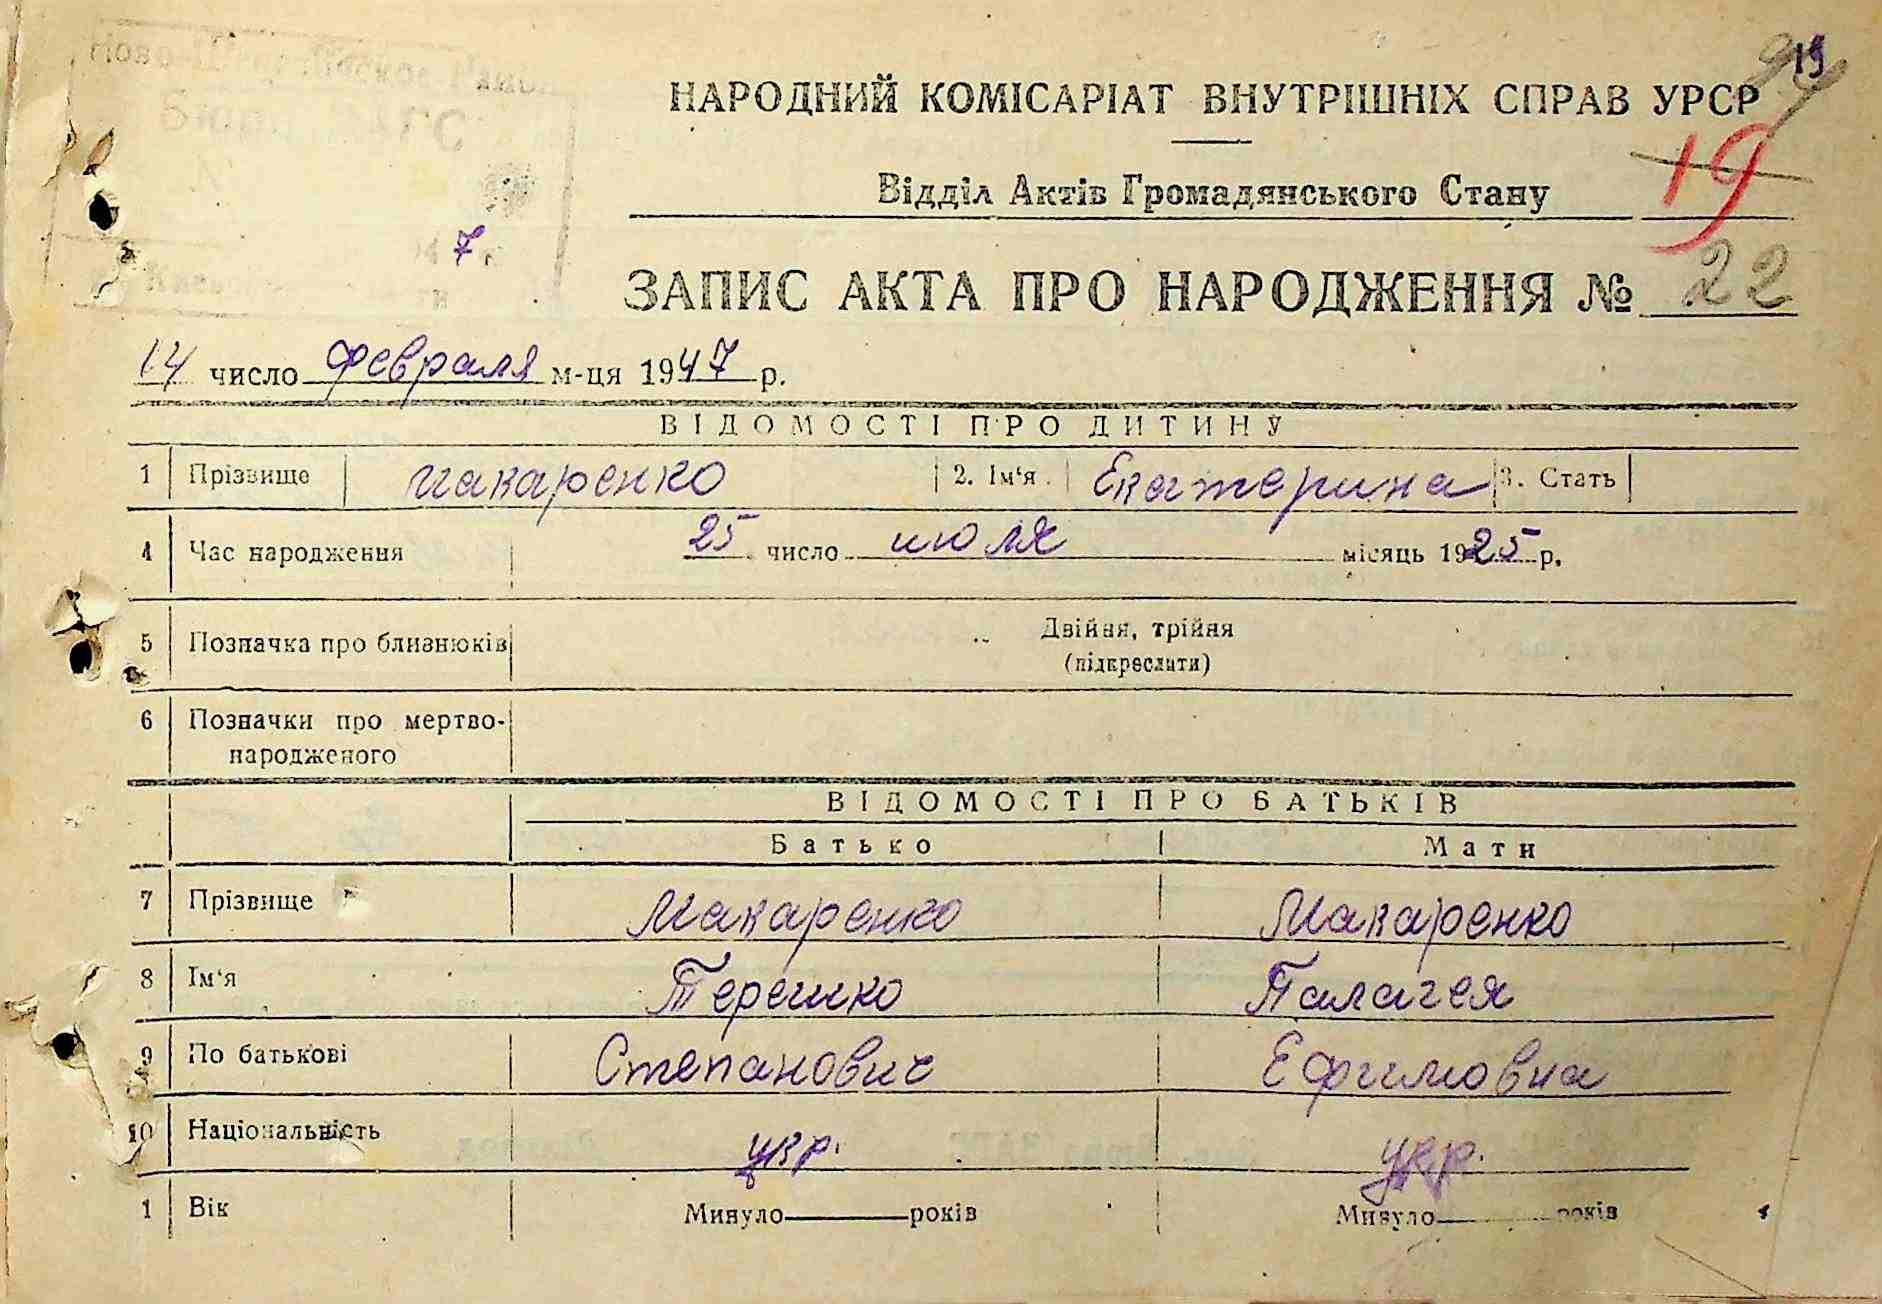 19
НАРОДНИЙ КОМІСАРІАТ ВНУТРІШНІХ СПРАВ УРСР
19
Відділ Актів Громадянського Стану
7
ЗАПИС АКТА ПРО НАРОДЖЕННЯ № 22
14 число февраля м-ця 1947 р.
ВІДОМОСТІ ПРО ДИТИНУ
1 Прізвище Макаренко 2. Ім'я Екатерина 3. Стать
4 Час народження 25 число июля місяць 1925 р.
5 Позначка про близнюків Двійня, трійня
(підкреслити)
6 Позначки про мертво-
народженого
ВІДОМОСТІ ПРО БАТЬКІВ
Батько Мати
7 Прізвище Макаренко Макаренко
8 Ім'я Терешко Палагея
9 По батькові Степанович Ефимовна
10 Національність укр. укр.
1 Вік Минуло років Минуло років